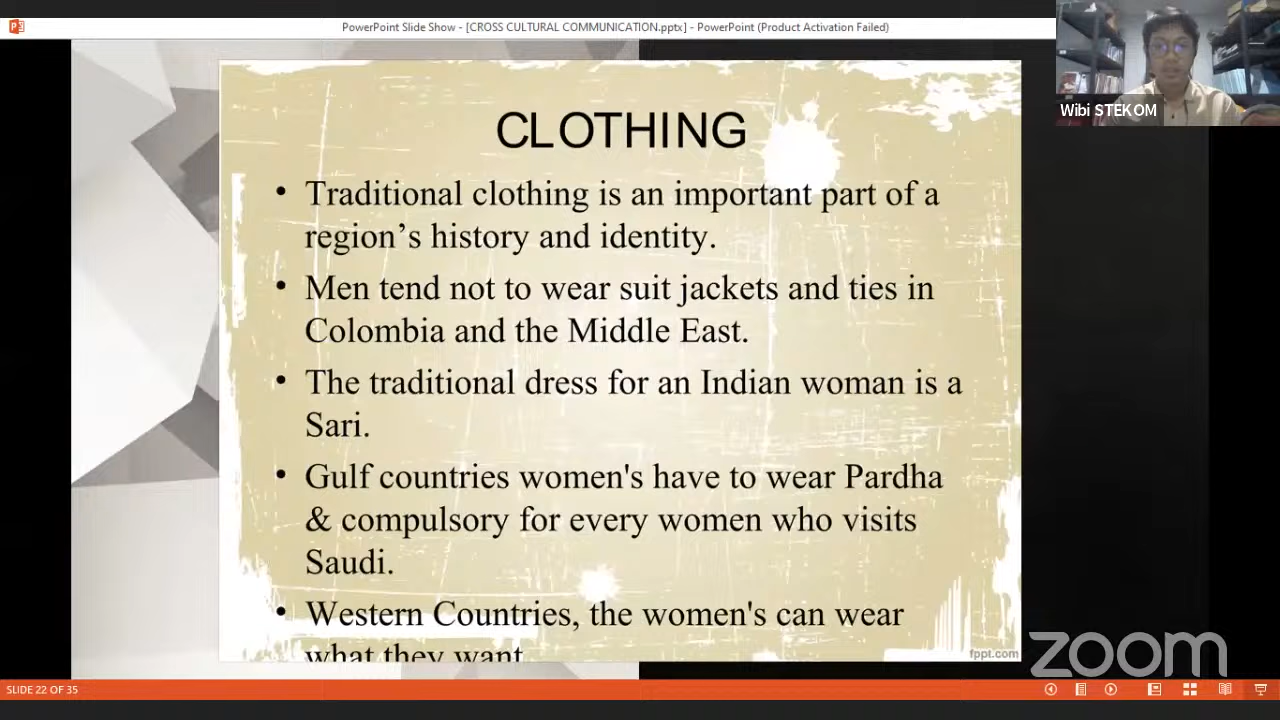 PowerPoint Slide Show - [CROSS CULTURAL COMMUNICATION.pptx] - PowerPoint (Product Activation Failed)
Wibi STEKOM
CLOTHING
• Traditional clothing is an important part of a
region’s history and identity.
• Men tend not to wear suit jackets and ties in
Colombia and the Middle East.
• The traditional dress for an Indian woman is a
Sari.
• Gulf countries women's have to wear Pardha
& compulsory for every women who visits
Saudi.
• Western Countries, the women's can wear
what they want
fppt.com
zoom
SLIDE 22 OF 35